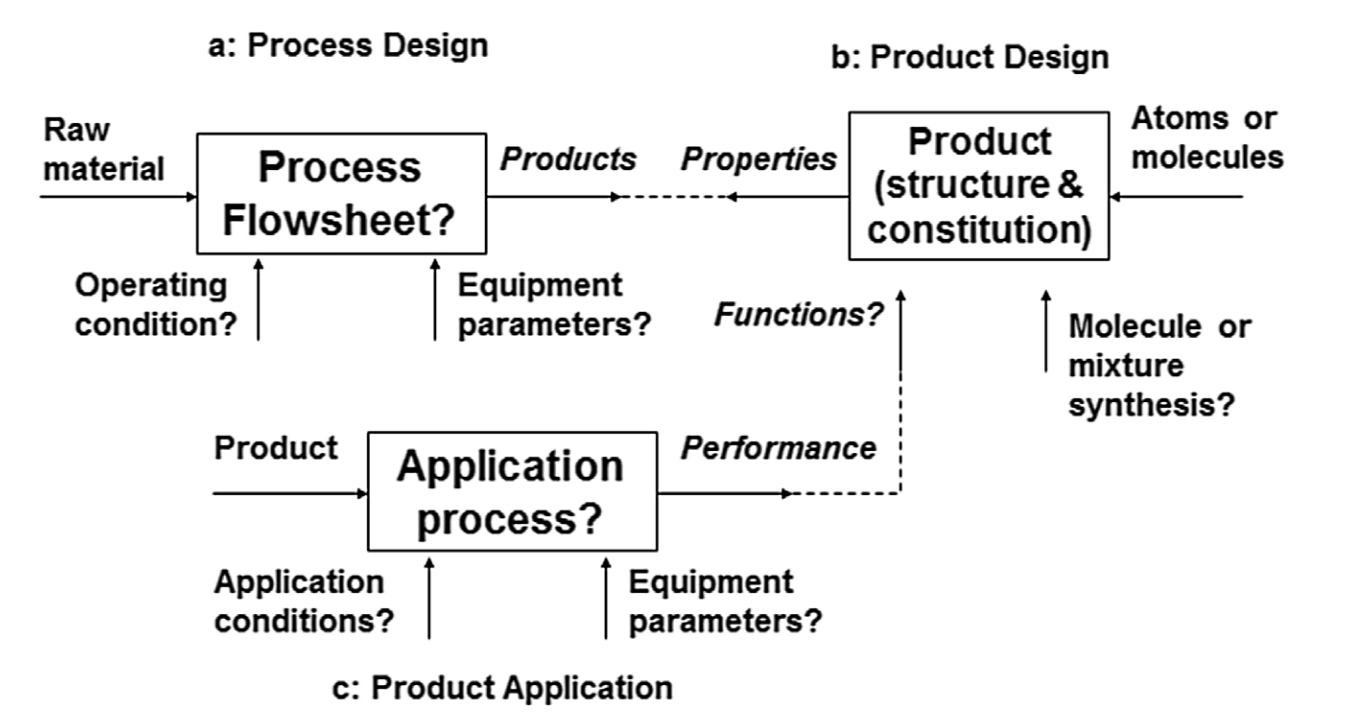 a: Process Design
b: Product Design
Raw
material
Process
Flowsheet?
Products
Properties
Product
(structure &
constitution)
Atoms or
molecules
Operating
condition?
Equipment
parameters?
Functions?
Molecule or
mixture
synthesis?
Product
Application
process?
Performance
Application
conditions?
Equipment
parameters?
c: Product Application